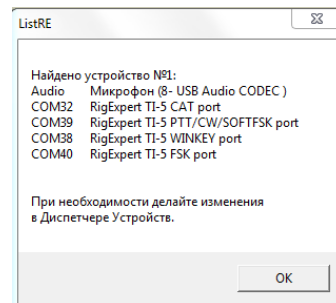 ListRE
Найдено устройство №1:
Audio Микрофон (8- USB Audio CODEC )
COM32 RigExpert TI-5 CAT port
COM39 RigExpert TI-5 PTT/CW/SOFTFSK port
COM38 RigExpert TI-5 WINKEY port
COM40 RigExpert TI-5 FSK port
При необходимости делайте изменения
в Диспетчере Устройств.
OK